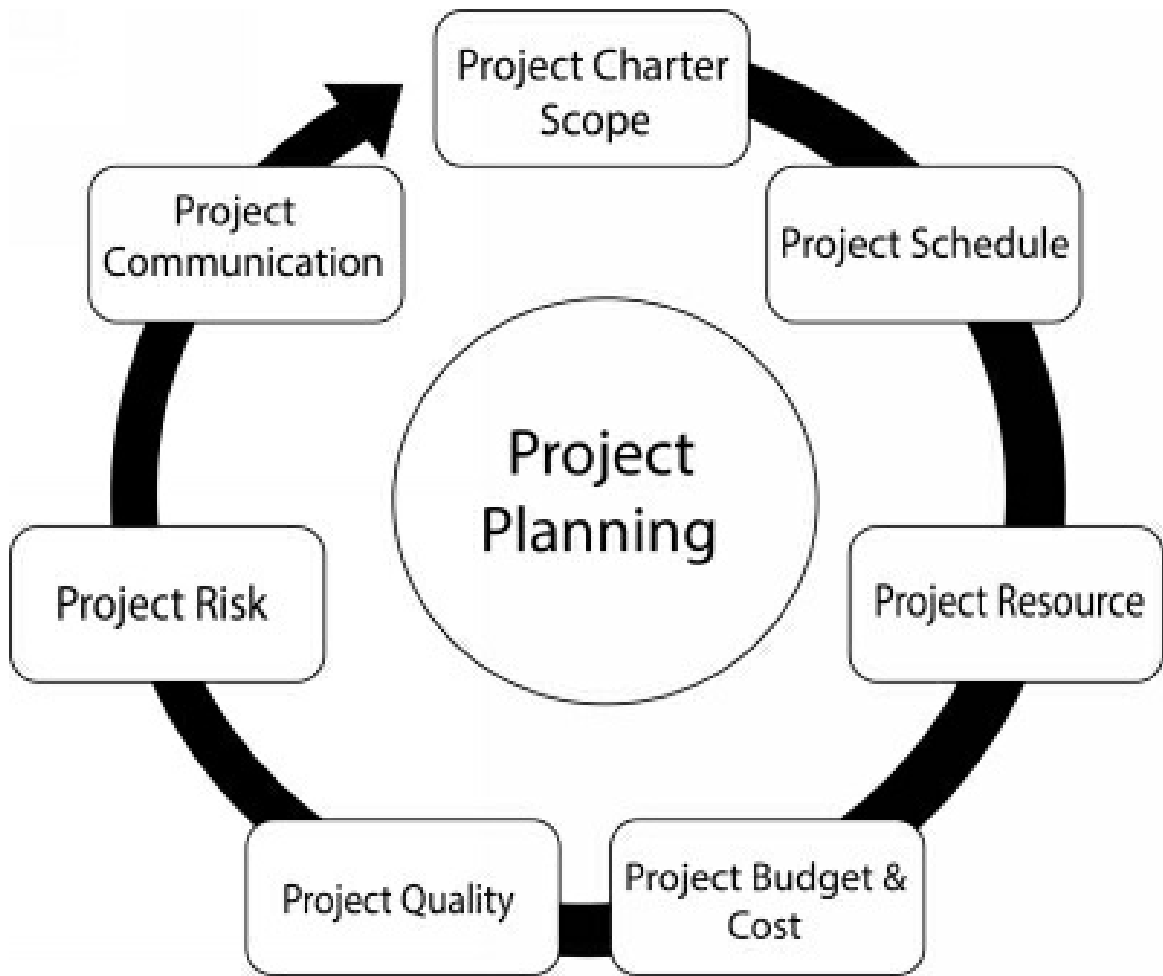 Project Charter
Scope
Project Schedule
Project Resource
Project Budget &
Cost
Project Quality
Project Risk
Project
Communication
Project
Planning